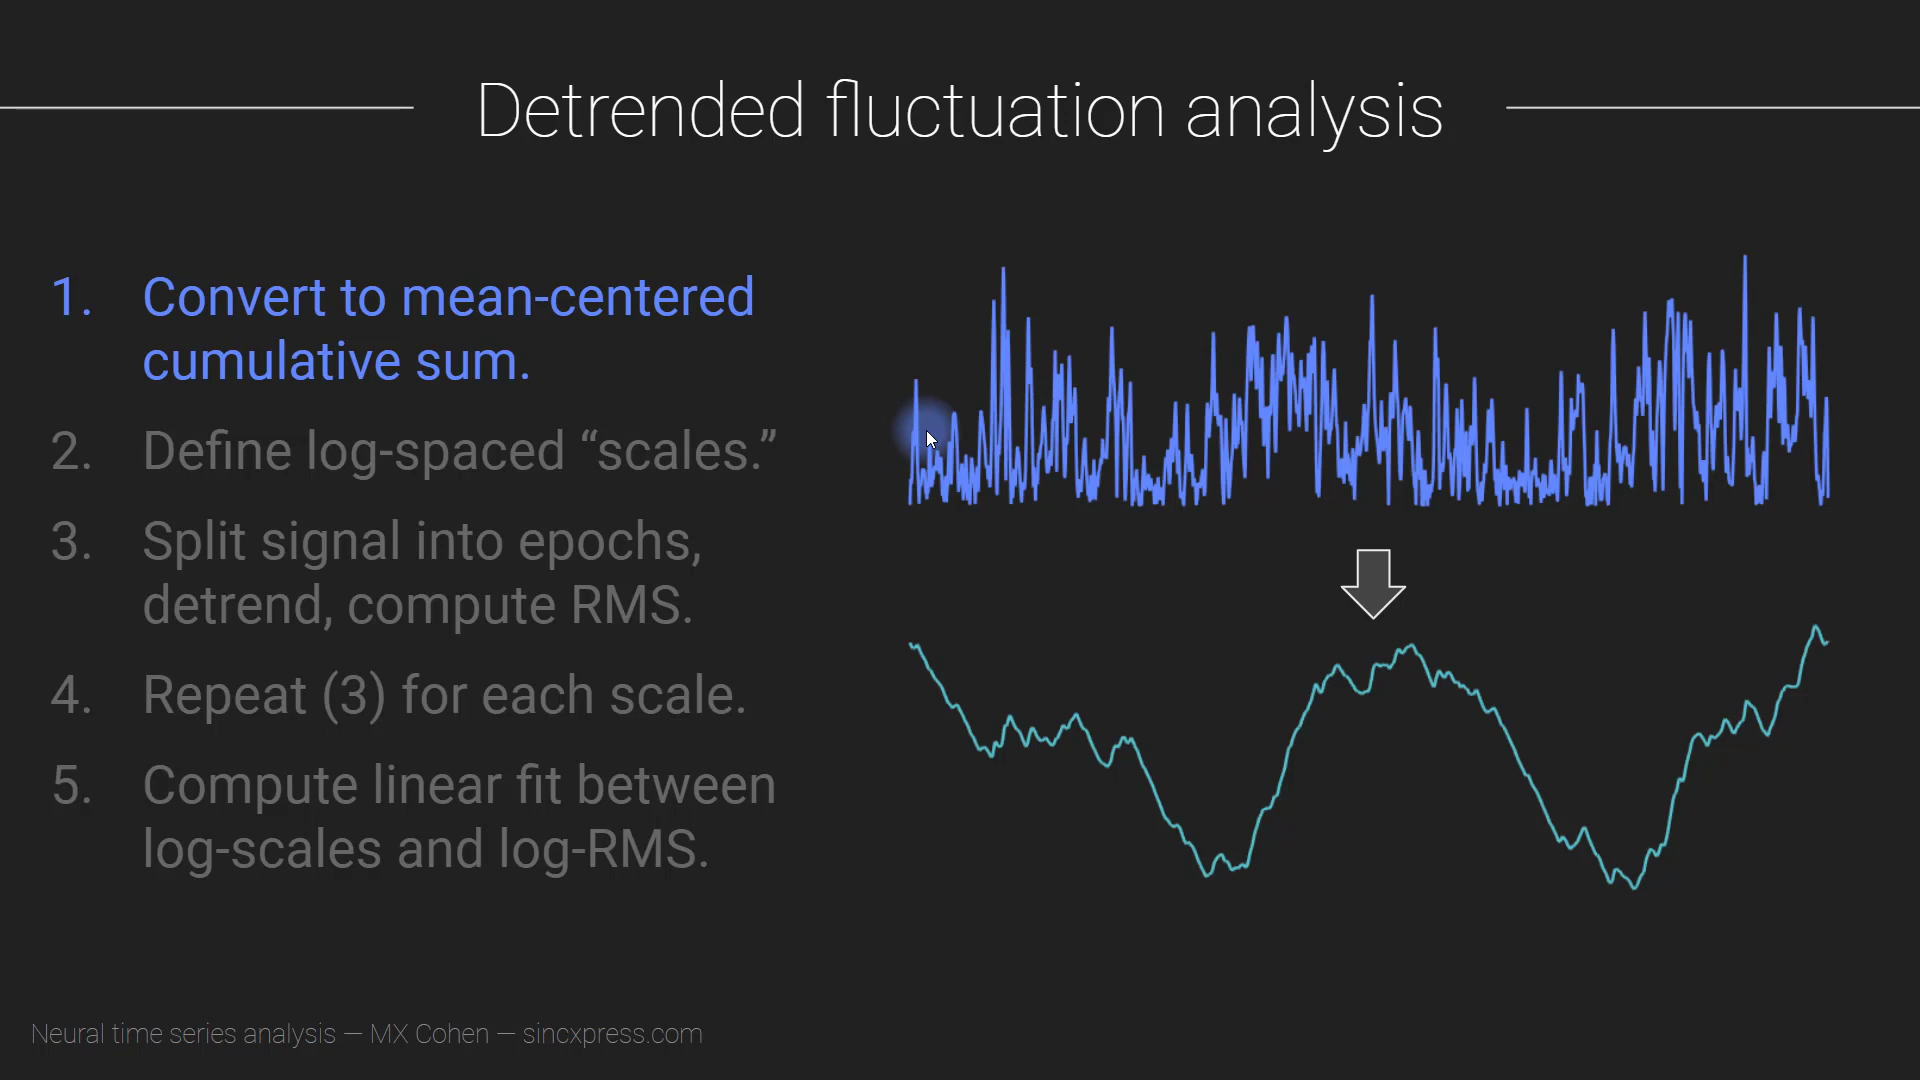 Detrended fluctuation analysis
1. Convert to mean-centered
cumulative sum.
2. Define log-spaced “scales.”
3. Split signal into epochs,
detrend, compute RMS.
4. Repeat (3) for each scale.
5. Compute linear fit between
log-scales and log-RMS.
Neural time series analysis — MX Cohen — sincxpress.com